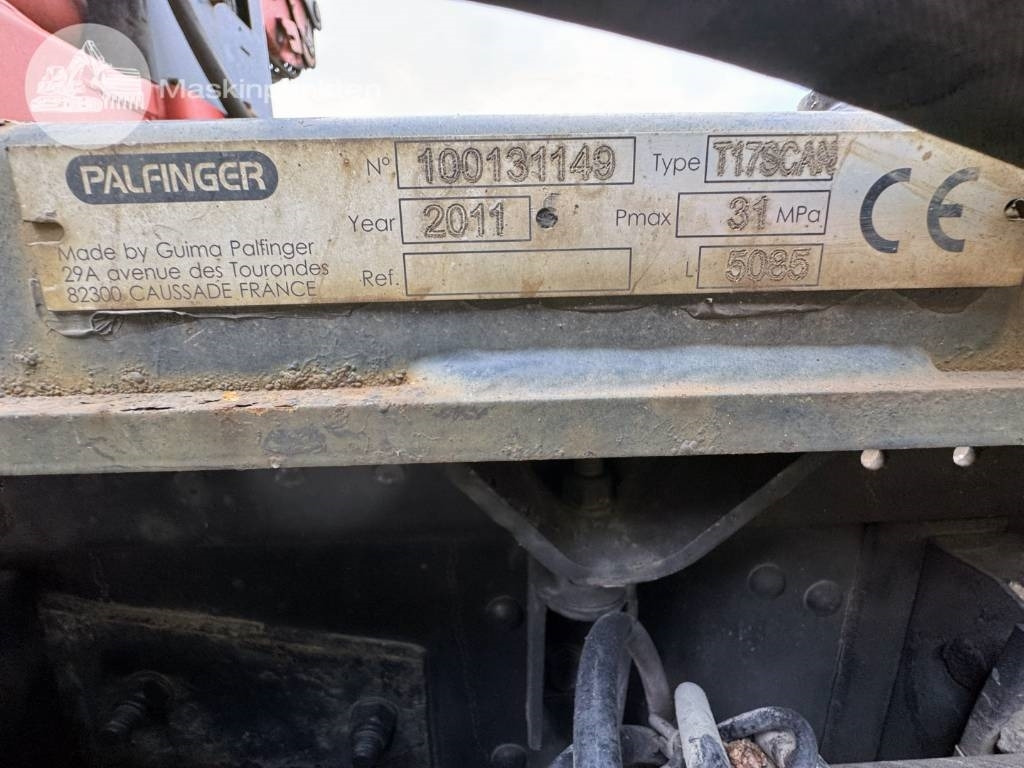 PALFINGER
N° 100131149 Type T17SCAN
Year 2011 Pmax 31 MPa
Ref. L 5085
Made by Guima Palfinger
29A avenue des Tourondes
82300 CAUSSADE FRANCE
CE